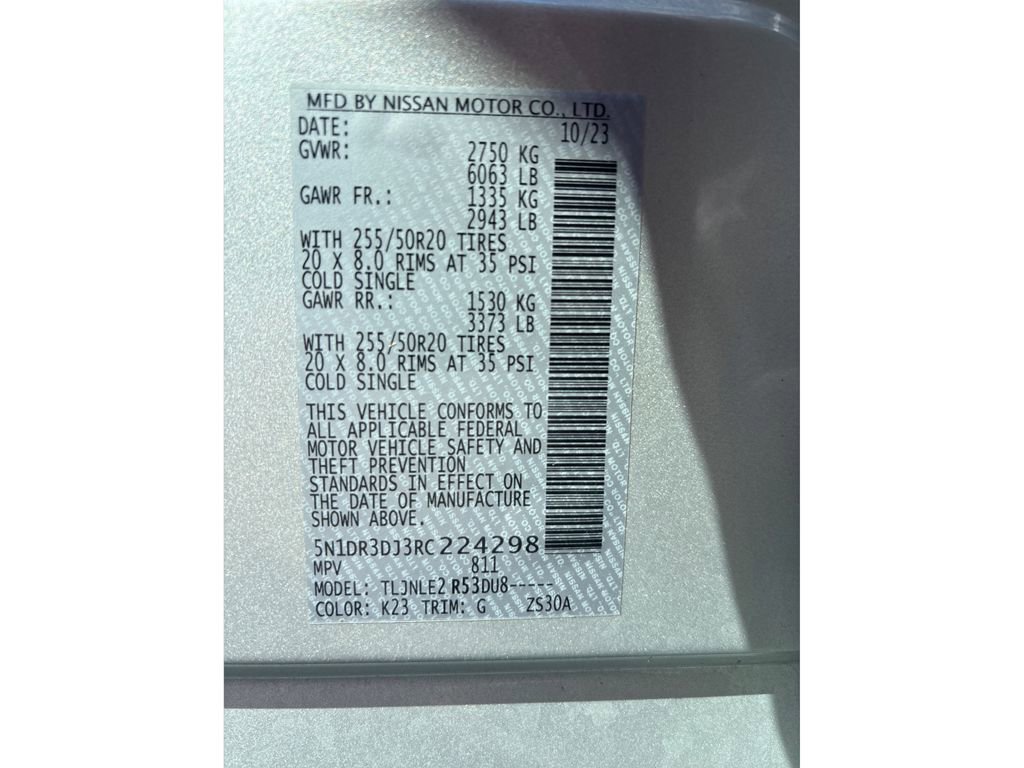 MFD BY NISSAN MOTOR CO., LTD.
DATE: 10/23
GVWR: 2750 KG
6063 LB
GAWR FR.: 1335 KG
2943 LB
WITH 255/50R20 TIRES
20 X 8.0 RIMS AT 35 PSI
COLD SINGLE
GAWR RR.: 1530 KG
3373 LB
WITH 255/50R20 TIRES
20 X 8.0 RIMS AT 35 PSI
COLD SINGLE
THIS VEHICLE CONFORMS TO
ALL APPLICABLE FEDERAL
MOTOR VEHICLE SAFETY AND
THEFT PREVENTION
STANDARDS IN EFFECT ON
THE DATE OF MANUFACTURE
SHOWN ABOVE.
5N1DR3DJ3RC224298
MPV 811
MODEL: TLJNLE2 R53DU8-----
COLOR: K23 TRIM: G ZS30A